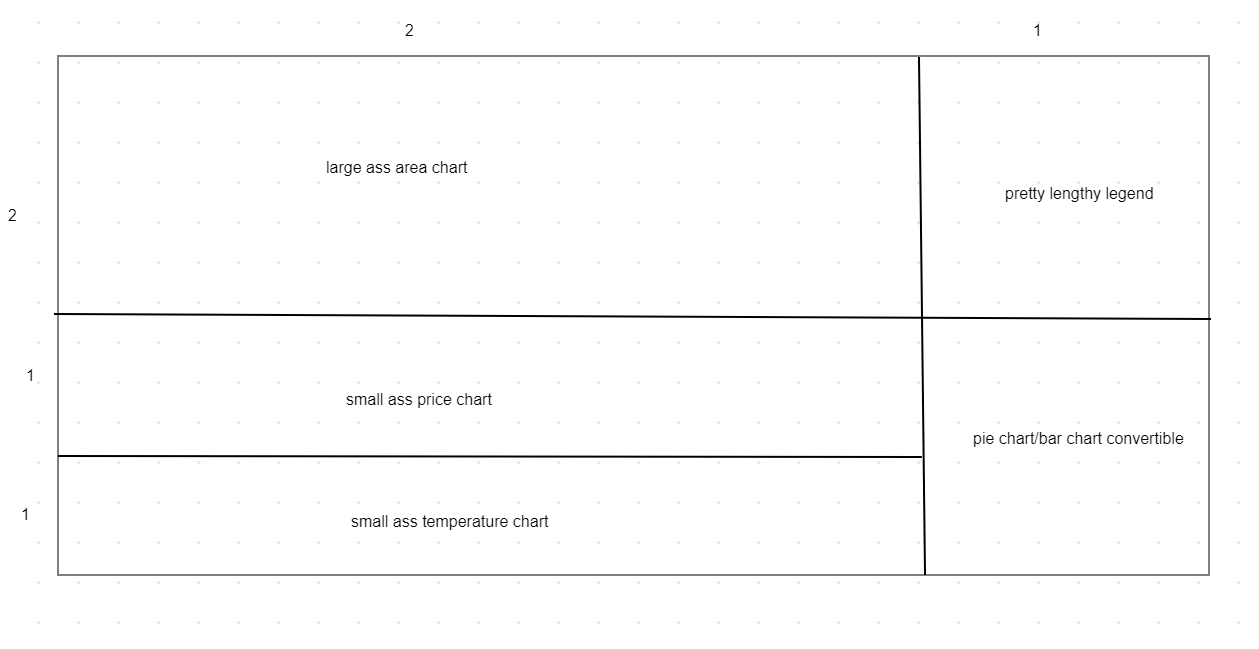 2
1
large ass area chart
pretty lengthy legend
2
1
small ass price chart
pie chart/bar chart convertible
1
small ass temperature chart